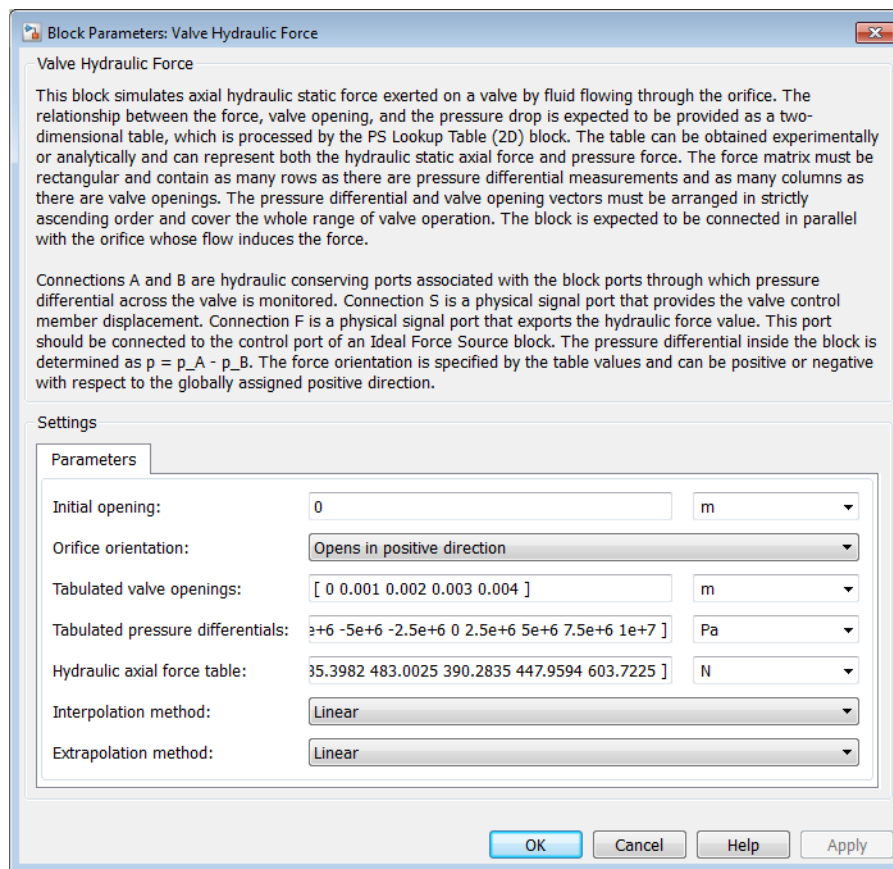 Block Parameters: Valve Hydraulic Force
Valve Hydraulic Force
This block simulates axial hydraulic static force exerted on a valve by fluid flowing through the orifice. The
relationship between the force, valve opening, and the pressure drop is expected to be provided as a two-
dimensional table, which is processed by the PS Lookup Table (2D) block. The table can be obtained experimentally
or analytically and can represent both the hydraulic static axial force and pressure force. The force matrix must be
rectangular and contain as many rows as there are pressure differential measurements and as many columns as
there are valve openings. The pressure differential and valve opening vectors must be arranged in strictly
ascending order and cover the whole range of valve operation. The block is expected to be connected in parallel
with the orifice whose flow induces the force.
Connections A and B are hydraulic conserving ports associated with the block ports through which pressure
differential across the valve is monitored. Connection S is a physical signal port that provides the valve control
member displacement. Connection F is a physical signal port that exports the hydraulic force value. This port
should be connected to the control port of an Ideal Force Source block. The pressure differential inside the block is
determined as p = p_A - p_B. The force orientation is specified by the table values and can be positive or negative
with respect to the globally assigned positive direction.
Settings
Parameters
Initial opening: 0 m
Orifice orientation: Opens in positive direction
Tabulated valve openings: [ 0 0.001 0.002 0.003 0.004 ] m
Tabulated pressure differentials: e+6 -5e+6 -2.5e+6 0 2.5e+6 5e+6 7.5e+6 1e+7 ] Pa
Hydraulic axial force table: 35.3982 483.0025 390.2835 447.9594 603.7225 ] N
Interpolation method: Linear
Extrapolation method: Linear
OK Cancel Help Apply